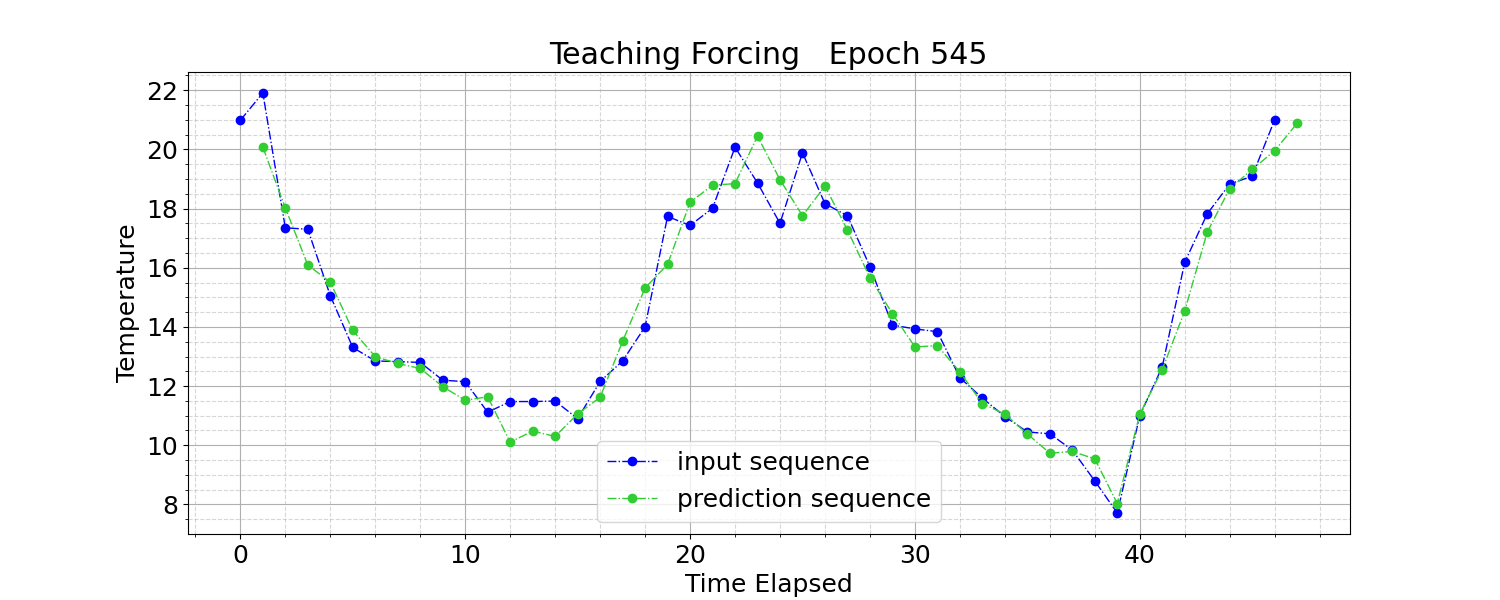 Teaching Forcing   Epoch 545
22
20
18
16
14
12
10
8
Temperature
input sequence
prediction sequence
0 10 20 30 40
Time Elapsed